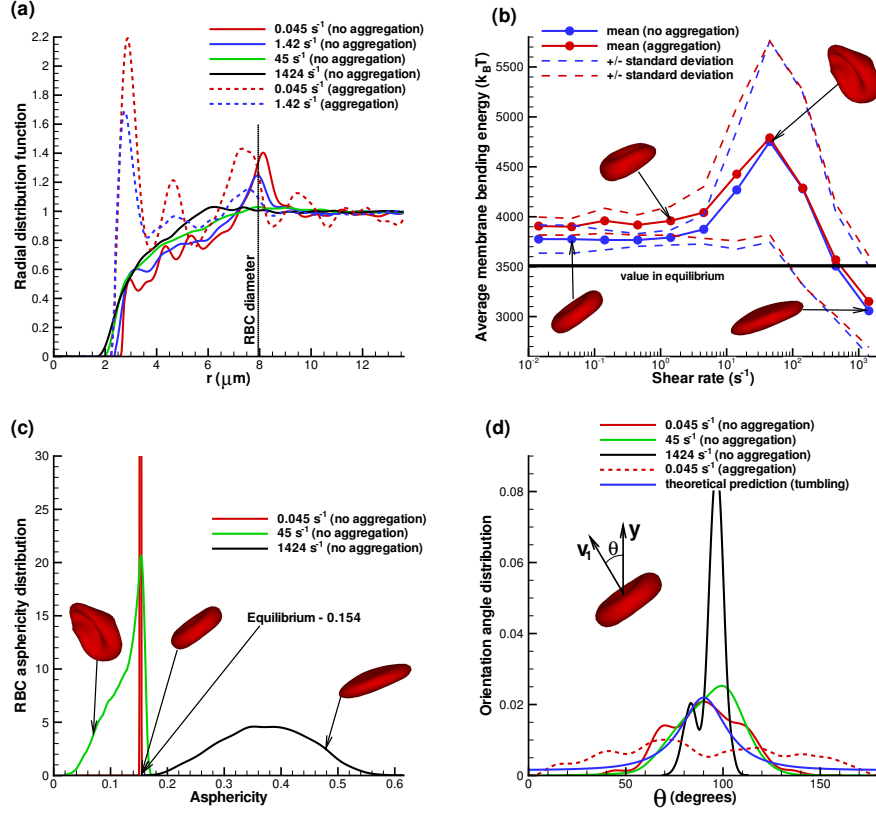 (a)
0.045 s⁻¹ (no aggregation)
1.42 s⁻¹ (no aggregation)
45 s⁻¹ (no aggregation)
1424 s⁻¹ (no aggregation)
0.045 s⁻¹ (aggregation)
1.42 s⁻¹ (aggregation)
Radial distribution function
2.2
2
1.8
1.6
1.4
1.2
1
0.8
0.6
0.4
0.2
0
RBC diameter
0 2 4 6 8 10 12
r (μm)
(b)
mean (no aggregation)
mean (aggregation)
+/- standard deviation
+/- standard deviation
Average membrane bending energy (k_BT)
5500
5000
4500
4000
3500
3000
value in equilibrium
10⁻² 10⁻¹ 10⁰ 10¹ 10² 10³
Shear rate (s⁻¹)
(c)
0.045 s⁻¹ (no aggregation)
45 s⁻¹ (no aggregation)
1424 s⁻¹ (no aggregation)
RBC asphericity distribution
30
25
20
15
10
5
0
Equilibrium - 0.154
0 0.1 0.2 0.3 0.4 0.5 0.6
Asphericity
(d)
0.045 s⁻¹ (no aggregation)
45 s⁻¹ (no aggregation)
1424 s⁻¹ (no aggregation)
0.045 s⁻¹ (aggregation)
theoretical prediction (tumbling)
Orientation angle distribution
0.08
0.06
0.04
0.02
0
v₁ θ y
0 50 100 150
θ (degrees)